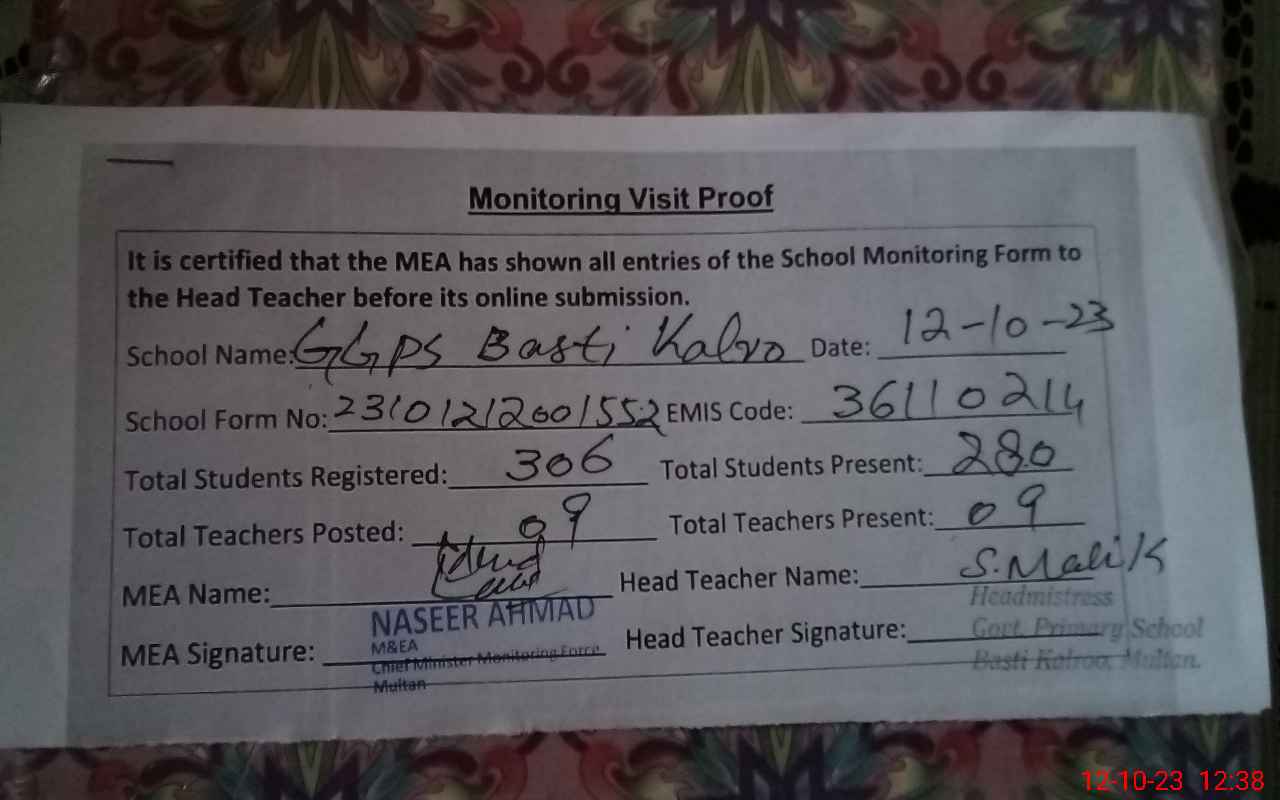 Monitoring Visit Proof
It is certified that the MEA has shown all entries of the School Monitoring Form to
the Head Teacher before its online submission.
School Name: GGPS Basti Kalro Date: 12-10-23
School Form No: 23101212001552 EMIS Code: 36110214
Total Students Registered: 306 Total Students Present: 280
Total Teachers Posted: 09 Total Teachers Present: 09
MEA Name: Head Teacher Name: S. Malik
NASEER AHMAD Headmistress
MEA Signature: M&EA Head Teacher Signature: Govt. Primary School
Chief Minister Monitoring Force Basti Kalroo, Multan.
Multan
12-10-23 12:38